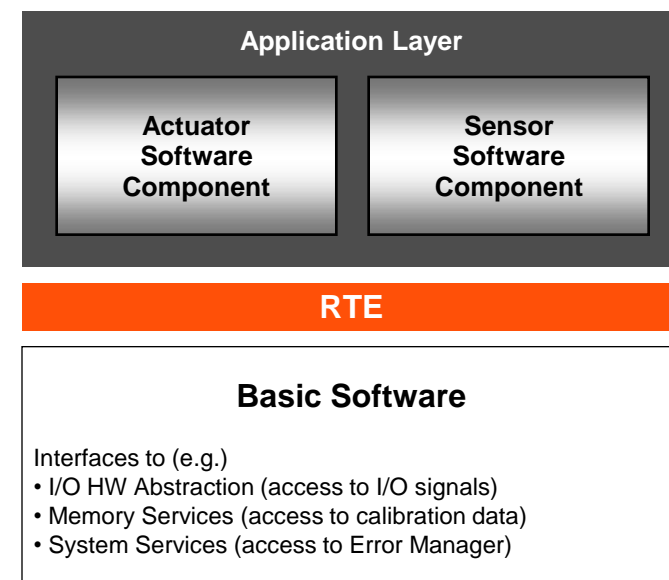 Application Layer
Actuator
Software
Component
Sensor
Software
Component
RTE
Basic Software
Interfaces to (e.g.)
• I/O HW Abstraction (access to I/O signals)
• Memory Services (access to calibration data)
• System Services (access to Error Manager)